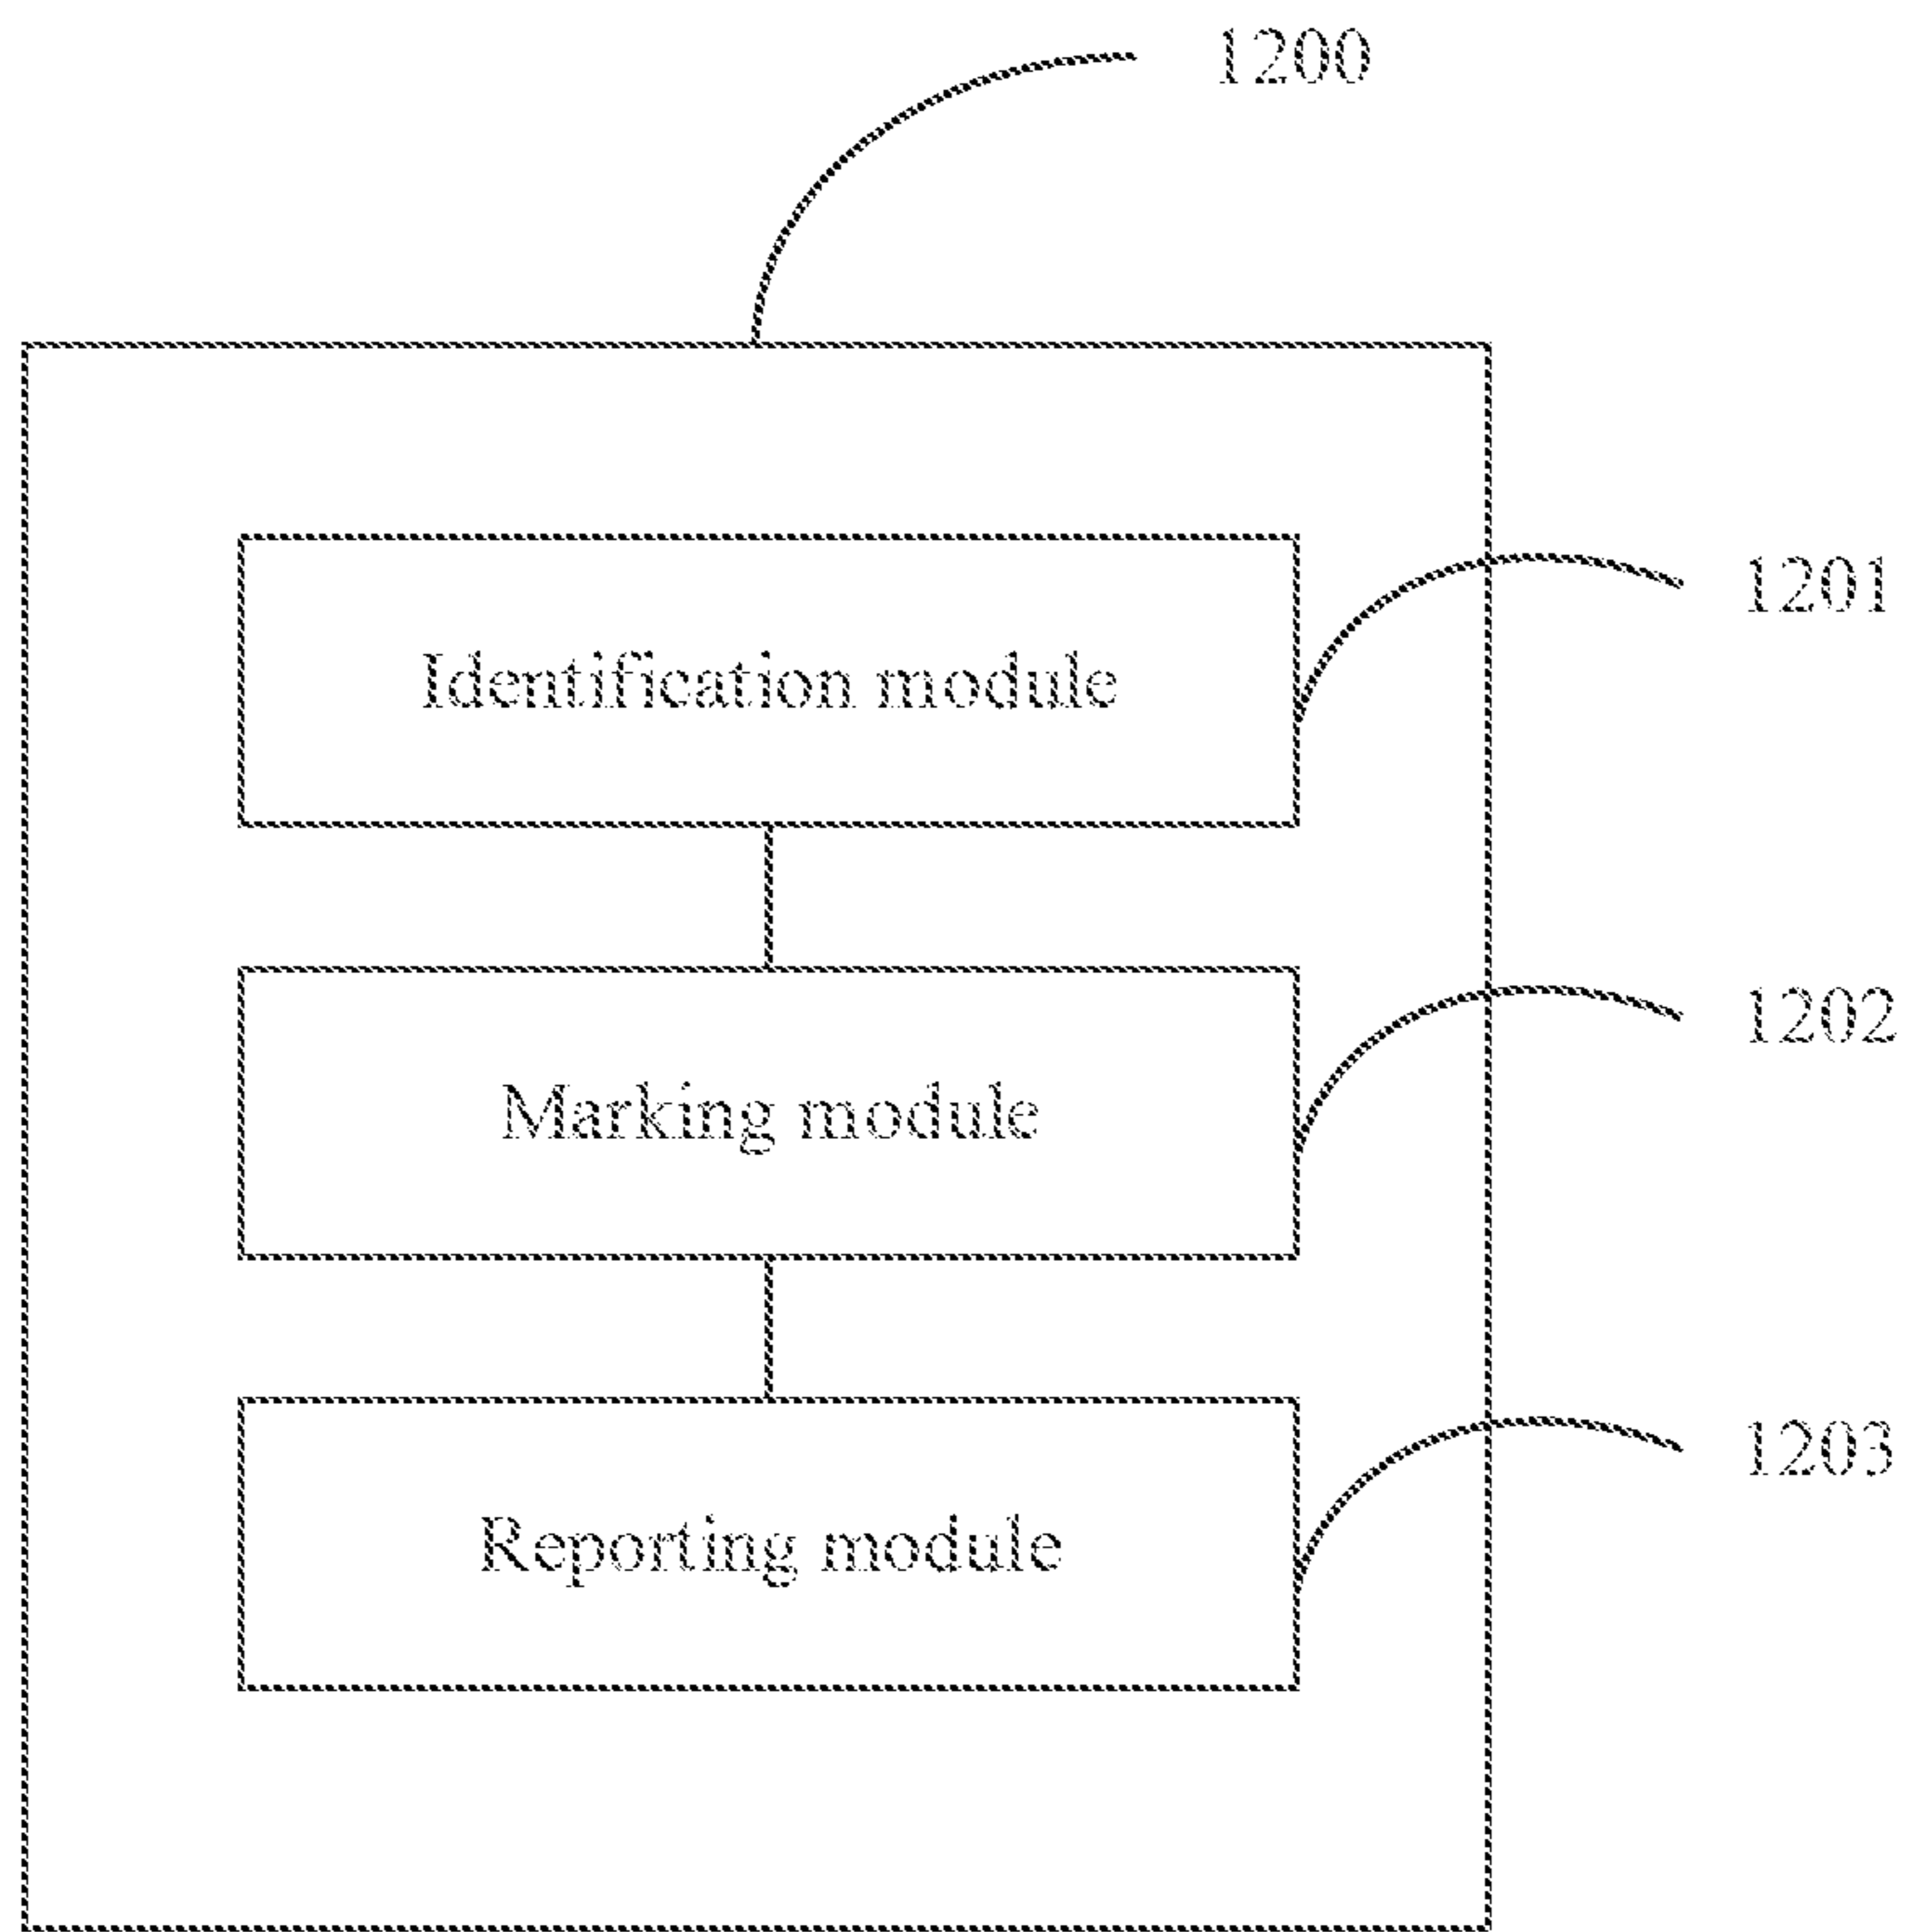 1200
1201
Identification module
1202
Marking module
1203
Reporting module